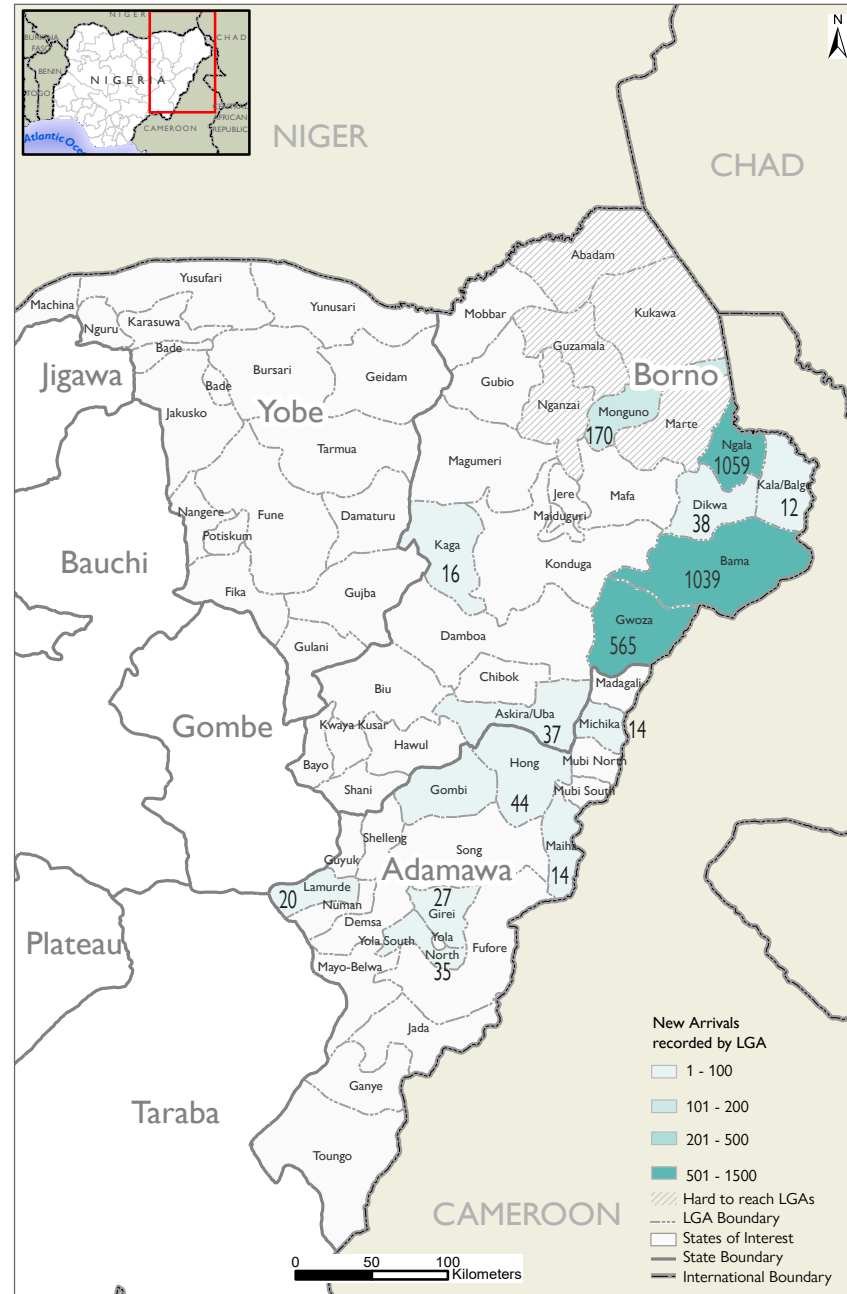 NIGER
CHAD
BURKINA
FASO
BENIN
NIGERIA
TOGO
CENTRAL
AFRICAN
REPUBLIC
CAMEROON
Atlantic Oce
N
NIGER
CHAD
Abadam
Yusufari
Machina
Yunusari
Kukawa
Mobbar
Nguru
Karasuwa
Guzamala
Bade
Jigawa
Bursari
Geidam
Gubio
Borno
Bade
Nganzai
Monguno
Yobe
Jakusko
170
Marte
Ngala
Tarmua
1059
Magumeri
Kala/Balge
Jere
Mafa
Dikwa
12
Nangere
Fune
Damaturu
Maiduguri
38
Potiskum
Kaga
Bauchi
16
Konduga
Bama
1039
Fika
Gujba
Gwoza
Damboa
565
Gulani
Chibok
Madagali
Biu
Askira/Uba
Michika
14
Gombe
Kwaya Kusar
37
Hawul
Mubi North
Bayo
Hong
Shani
Gombi
44
Mubi South
Shelleng
Maiha
Song
Guyuk
Adamawa
14
Lamurde
20
27
Numan
Girei
Demsa
Yola South
Yola
North
Fufore
Plateau
Mayo-Belwa
35
Jada
Ganye
Taraba
Toungo
CAMEROON
New Arrivals
recorded by LGA
1 - 100
101 - 200
201 - 500
501 - 1500
Hard to reach LGAs
LGA Boundary
States of Interest
State Boundary
International Boundary
0 50 100
Kilometers